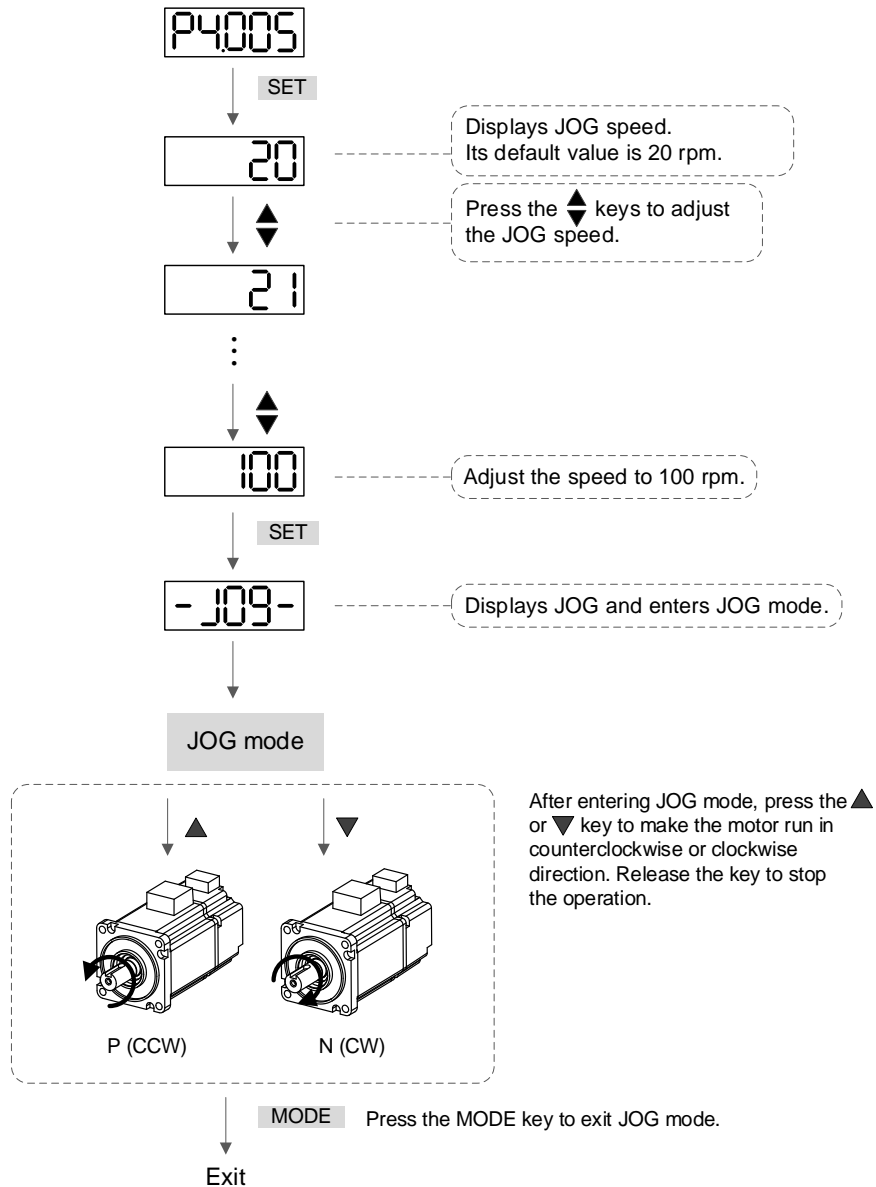 P4.005
SET
20
Displays JOG speed.
Its default value is 20 rpm.
Press the ▲▼ keys to adjust
the JOG speed.
21
100
Adjust the speed to 100 rpm.
SET
-JOG-
Displays JOG and enters JOG mode.
JOG mode
After entering JOG mode, press the ▲
or ▼ key to make the motor run in
counterclockwise or clockwise
direction. Release the key to stop
the operation.
P (CCW)
N (CW)
MODE
Press the MODE key to exit JOG mode.
Exit